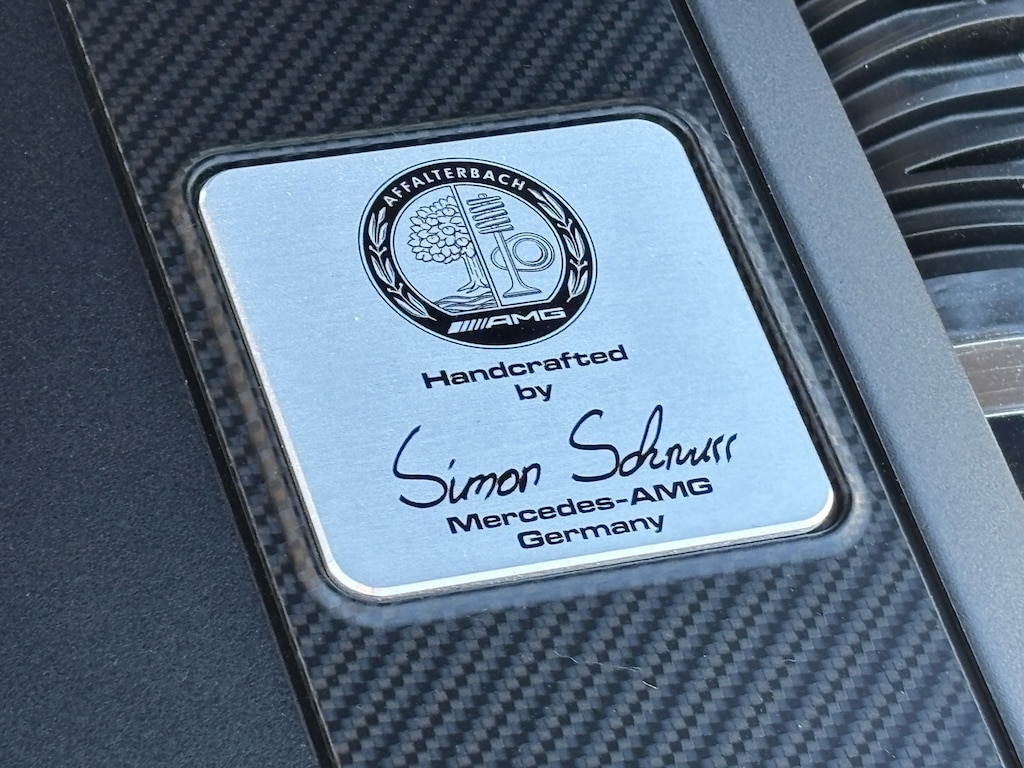 AFFALTERBACH
AMG
Handcrafted
by
Simon Schnurr
Mercedes-AMG
Germany